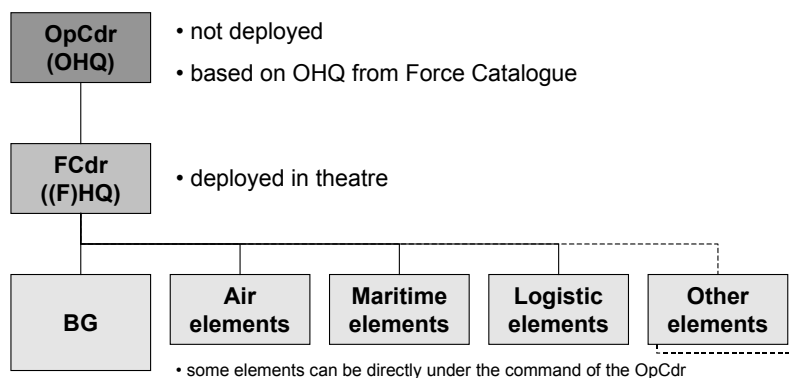 OpCdr
(OHQ)
• not deployed
• based on OHQ from Force Catalogue
FCdr
((F)HQ)
• deployed in theatre
BG
Air
elements
Maritime
elements
Logistic
elements
Other
elements
• some elements can be directly under the command of the OpCdr